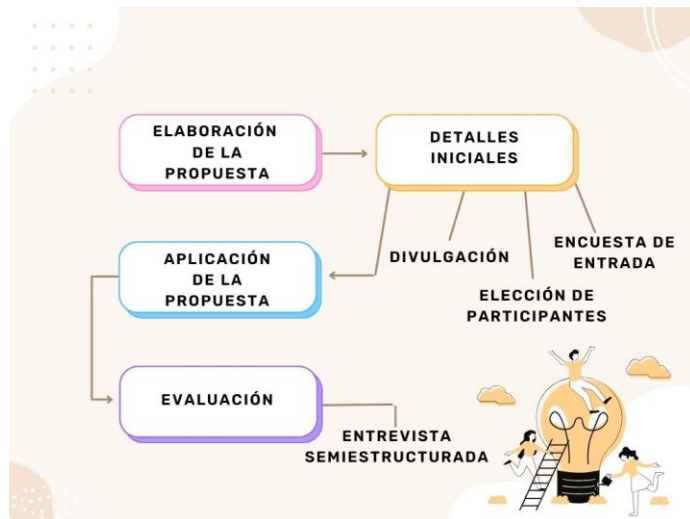 ELABORACIÓN
DE LA
PROPUESTA
DETALLES
INICIALES
DIVULGACIÓN
ELECCIÓN DE
PARTICIPANTES
ENCUESTA DE
ENTRADA
APLICACIÓN
DE LA
PROPUESTA
EVALUACIÓN
ENTREVISTA
SEMIESTRUCTURADA